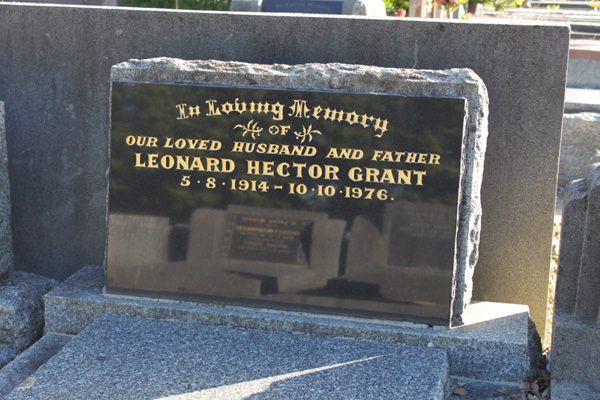 In Loving Memory
OF
OUR LOVED HUSBAND AND FATHER
LEONARD HECTOR GRANT
5·8·1914 – 10·10·1976.